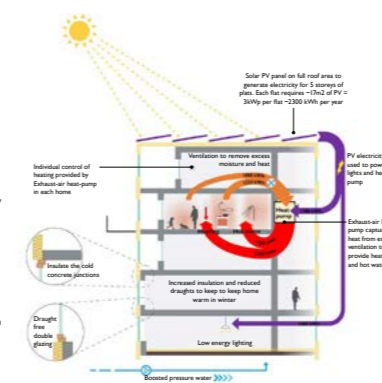 Solar PV panel on full roof area to
generate electricity for 5 storeys of
flats. Each flat requires ~17m2 of PV =
3kWp per flat ~2300 kWh per year
Individual control of
heating provided by
Exhaust-air heat-pump
in each home
Ventilation to remove excess
moisture and heat
PV electricity
used to pow
lights and he
pump
Heat
pump
Exhaust-air h
pump captur
heat from ex
ventilation to
provide heat
and hot wate
Insulate the cold
concrete junctions
Increased insulation and reduced
draughts to keep to keep home
warm in winter
Draught
free
double
glazing
Low energy lighting
Boosted pressure water